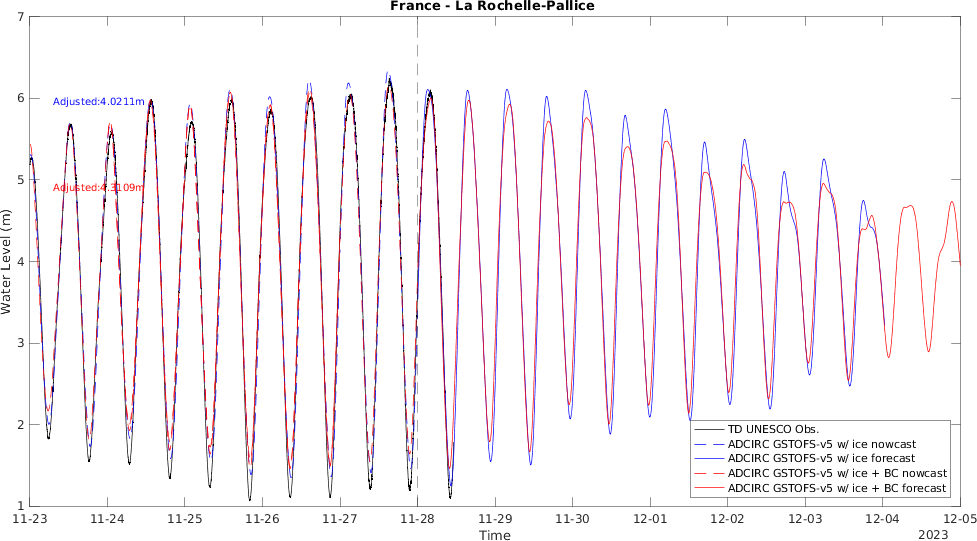 France - La Rochelle-Pallice
7
6
5
4
3
2
1
Water Level (m)
Adjusted:4.0211m
Adjusted:4.3109m
TD UNESCO Obs.
ADCIRC GSTOFS-v5 w/ ice nowcast
ADCIRC GSTOFS-v5 w/ ice forecast
ADCIRC GSTOFS-v5 w/ ice + BC nowcast
ADCIRC GSTOFS-v5 w/ ice + BC forecast
11-23 11-24 11-25 11-26 11-27 11-28 11-29 11-30 12-01 12-02 12-03 12-04 12-05
Time
2023